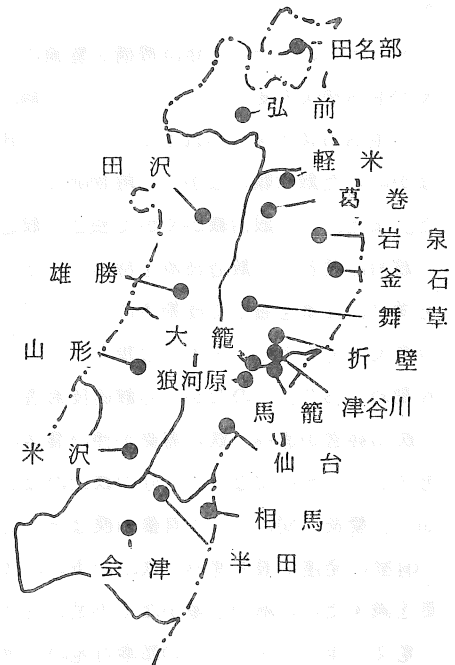 田名部
弘前
軽米
田沢
葛巻
岩泉
釜石
雄勝
舞草
大籠
折壁
山形
狼河原
津谷川
馬籠
米沢
仙台
相馬
半田
会津